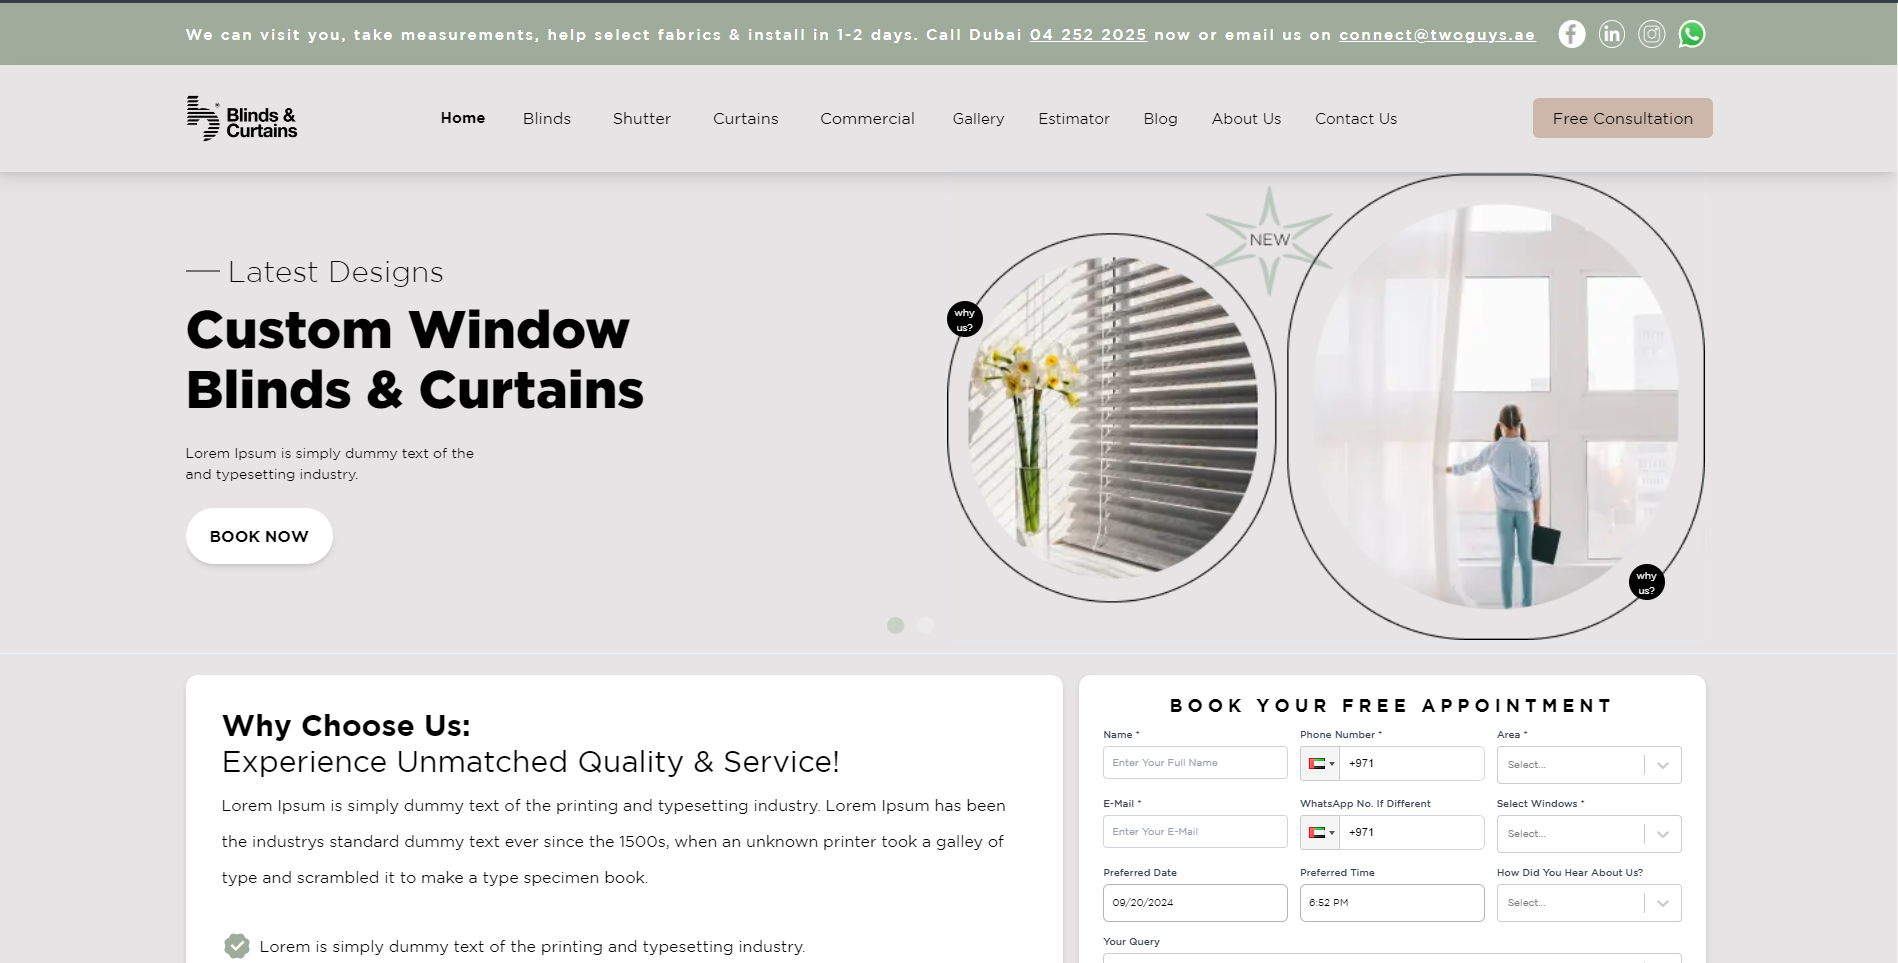 We can visit you, take measurements, help select fabrics & install in 1-2 days. Call Dubai 04 252 2025 now or email us on connect@twoguys.ae
Blinds &
Curtains
Home
Blinds
Shutter
Curtains
Commercial
Gallery
Estimator
Blog
About Us
Contact Us
Free Consultation
Latest Designs
Custom Window
Blinds & Curtains
Lorem Ipsum is simply dummy text of the
and typesetting industry.
BOOK NOW
NEW
why
us?
why
us?
Why Choose Us:
Experience Unmatched Quality & Service!
Lorem Ipsum is simply dummy text of the printing and typesetting industry. Lorem Ipsum has been
the industrys standard dummy text ever since the 1500s, when an unknown printer took a galley of
type and scrambled it to make a type specimen book.
Lorem is simply dummy text of the printing and typesetting industry.
BOOK YOUR FREE APPOINTMENT
Name *
Phone Number *
Area *
Enter Your Full Name
+971
Select...
E-Mail *
WhatsApp No. If Different
Select Windows *
Enter Your E-Mail
+971
Select...
Preferred Date
Preferred Time
How Did You Hear About Us?
09/20/2024
6:52 PM
Select...
Your Query